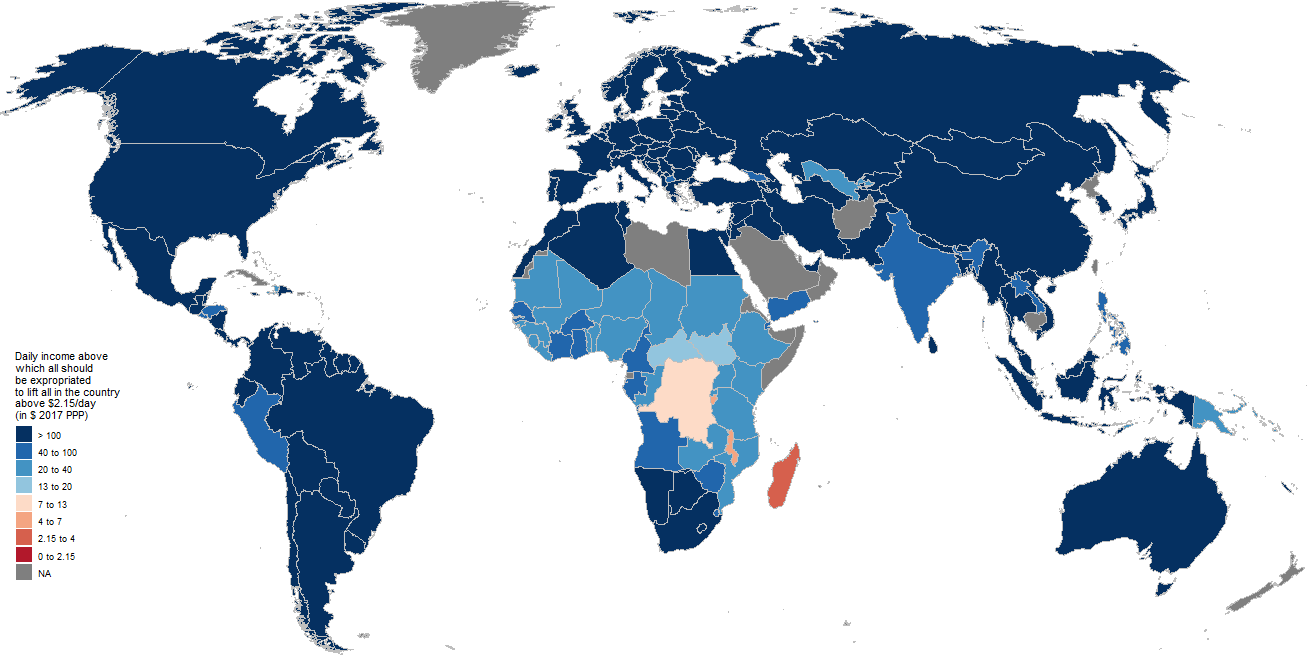 Daily income above
which all should
be expropriated
to lift all in the country
above $2.15/day
(in $ 2017 PPP)
> 100
40 to 100
20 to 40
13 to 20
7 to 13
4 to 7
2.15 to 4
0 to 2.15
NA